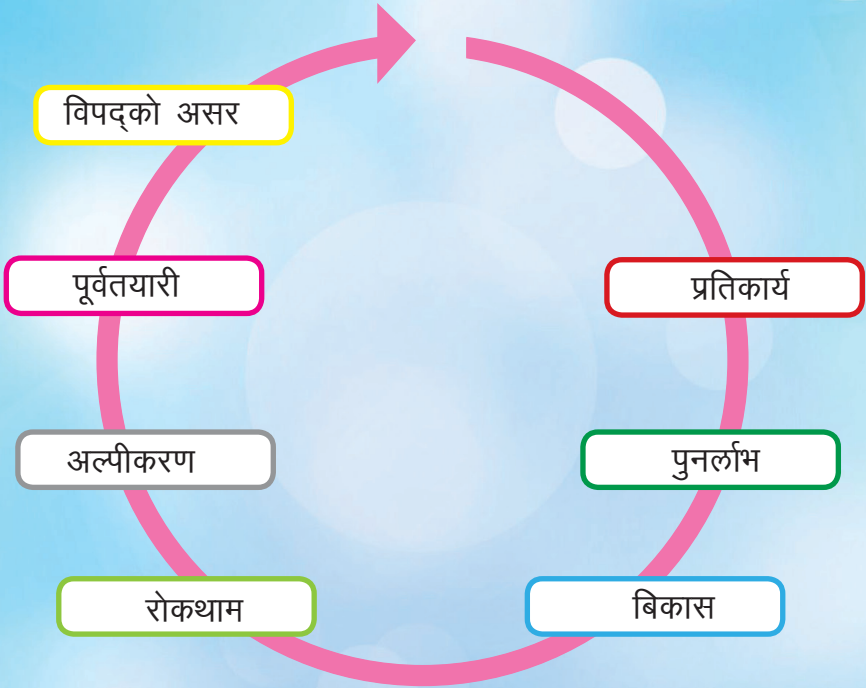 विपद्को असर
पूर्वतयारी
प्रतिकार्य
अल्पीकरण
पुनर्लाभ
रोकथाम
बिकास